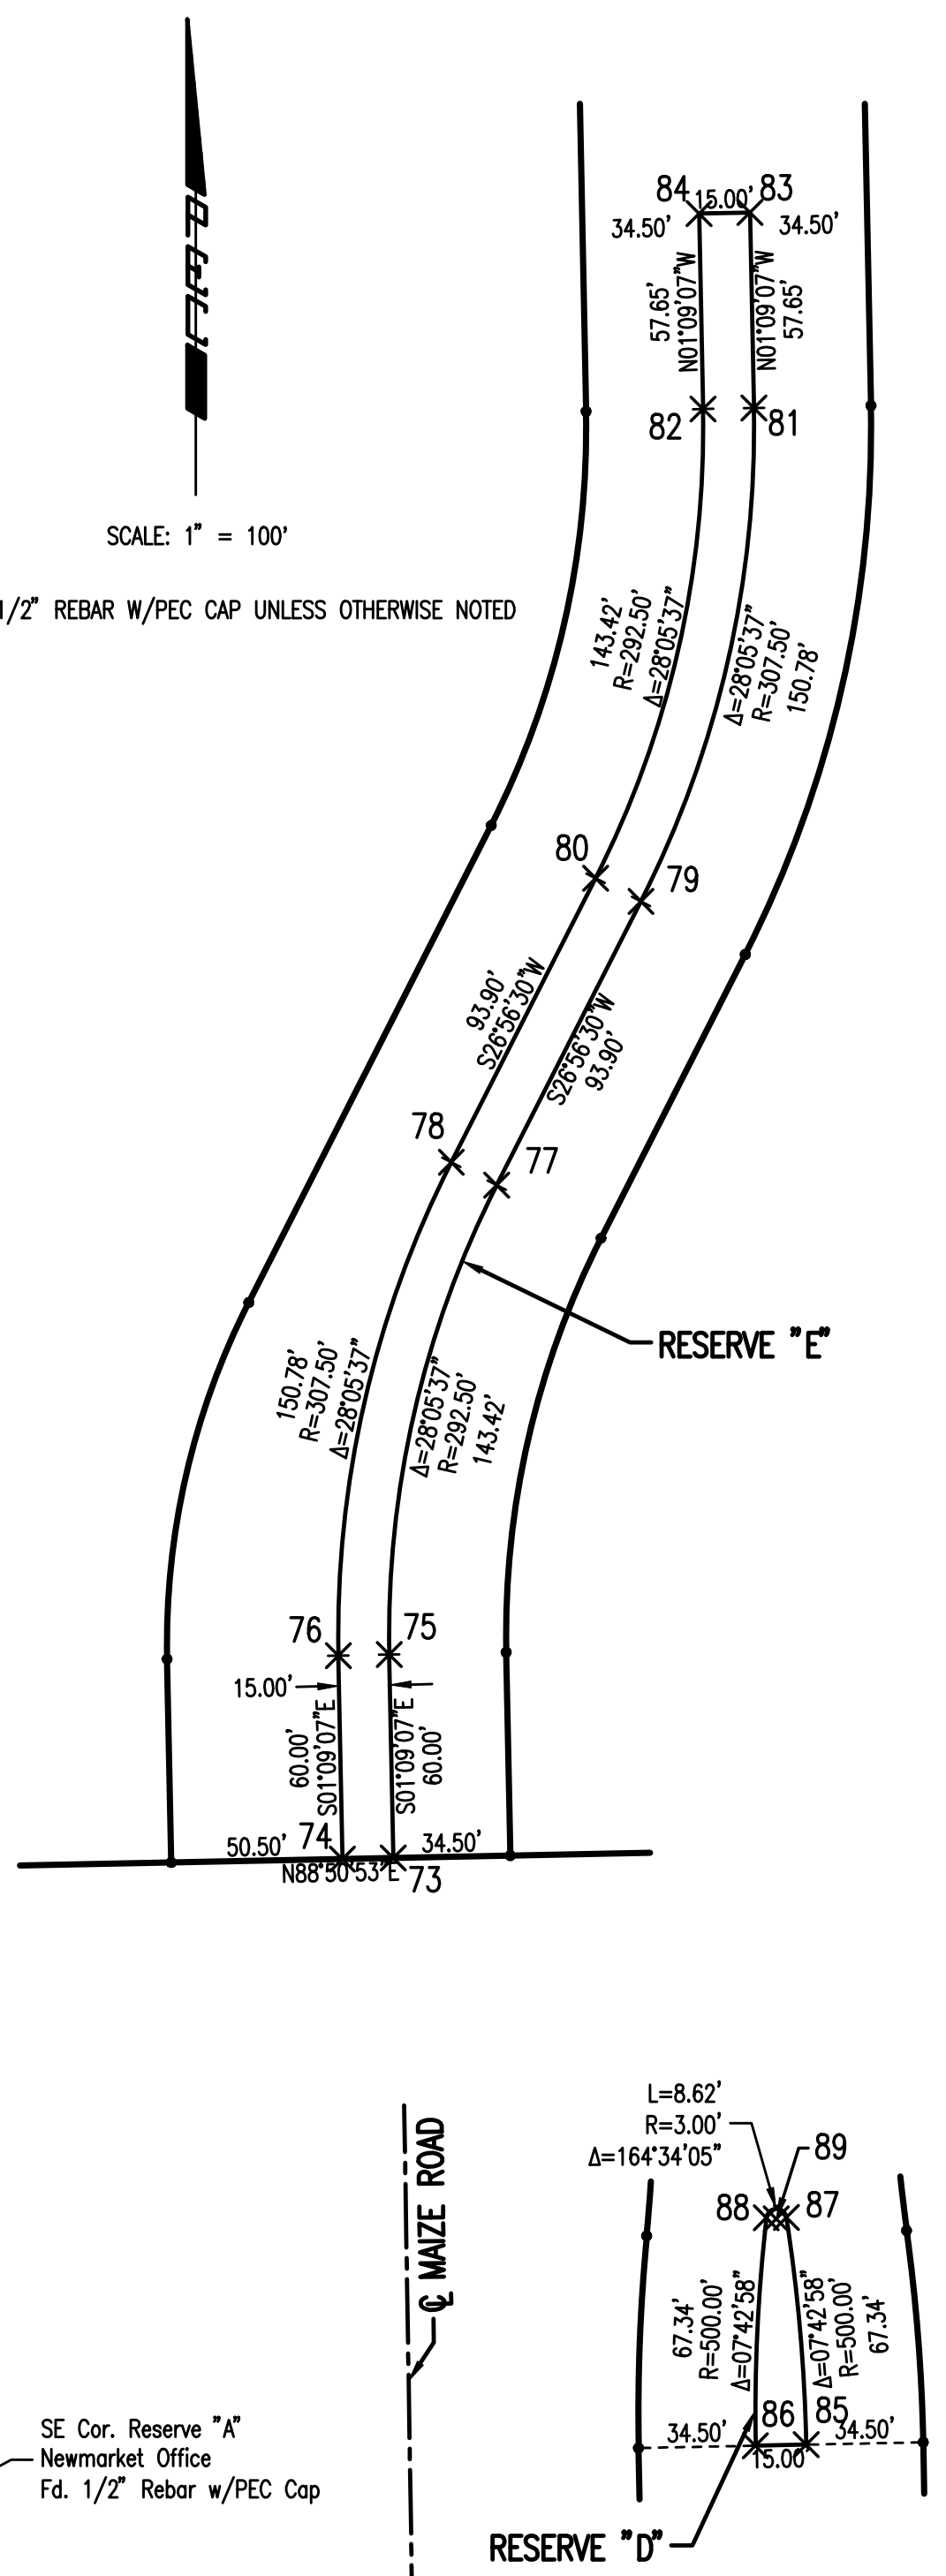 84
15.00'
83
34.50'
34.50'
57.65'
N01°09'07"W
N01°09'07"W
57.65'
82
81
SCALE: 1" = 100'
1/2" REBAR W/PEC CAP UNLESS OTHERWISE NOTED
143.42'
R=292.50'
Δ=28°05'37"
Δ=28°05'37"
R=307.50'
150.78'
80
79
93.90'
S26°56'30"W
S26°56'30"W
93.90'
78
77
RESERVE "E"
150.78'
R=307.50'
Δ=28°05'37"
Δ=28°05'37"
R=292.50'
143.42'
76
75
15.00'
60.00'
S01°09'07"E
S01°09'07"E
60.00'
50.50'
74
34.50'
N88°50'53"E
73
L=8.62'
R=3.00'
Δ=164°34'05"
89
88
87
℄ MAIZE ROAD
67.34'
R=500.00'
Δ=07°42'58"
Δ=07°42'58"
R=500.00'
67.34'
34.50'
86
85
34.50'
15.00'
SE Cor. Reserve "A"
Newmarket Office
Fd. 1/2" Rebar w/PEC Cap
RESERVE "D"